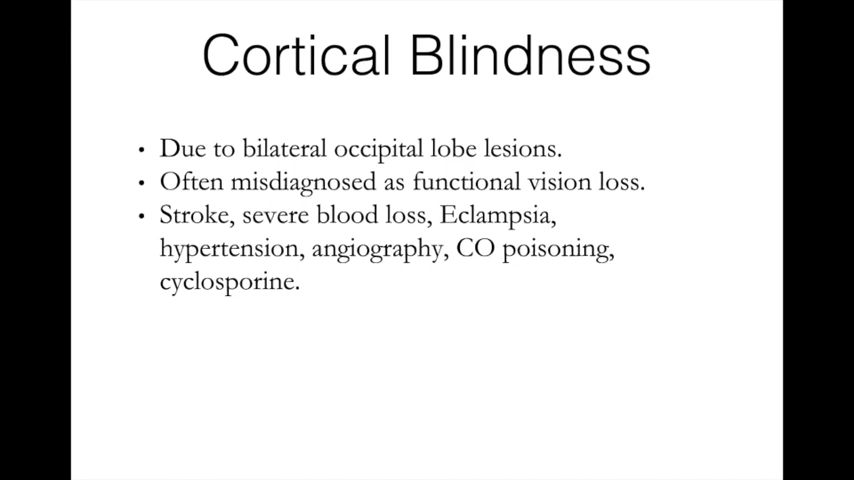 Cortical Blindness
• Due to bilateral occipital lobe lesions.
• Often misdiagnosed as functional vision loss.
• Stroke, severe blood loss, Eclampsia,
hypertension, angiography, CO poisoning,
cyclosporine.